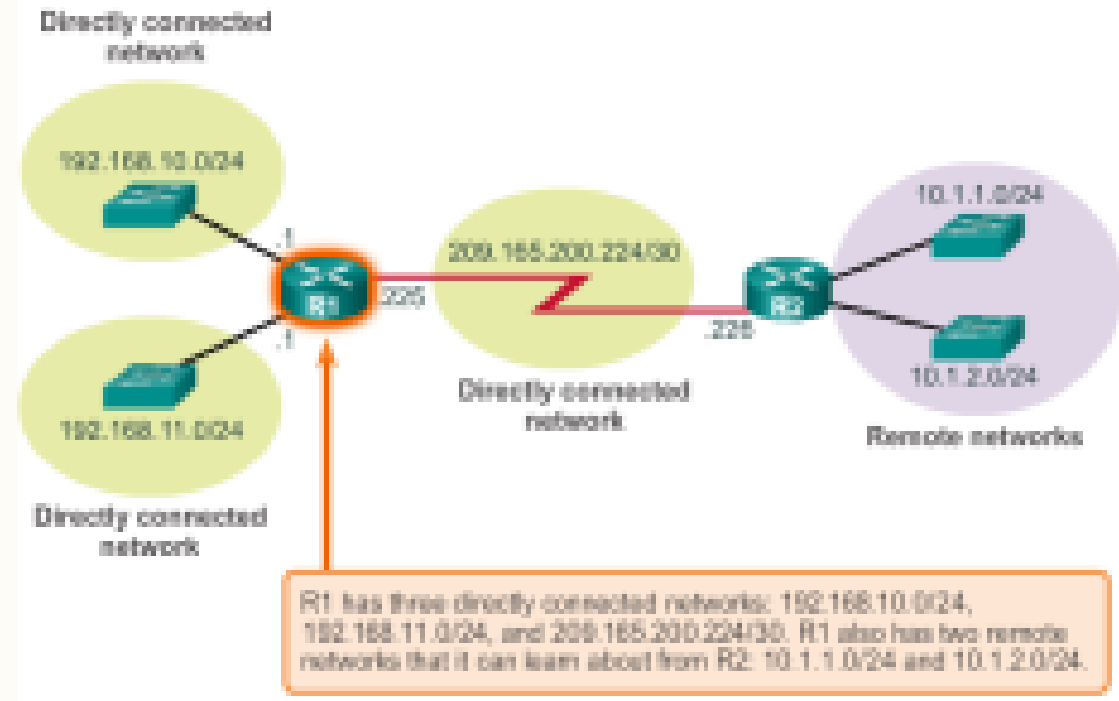 Directly connected
network
192.168.10.0/24
.1
R1
.225
.1
192.168.11.0/24
Directly connected
network
209.165.200.224/30
Directly connected
network
.226
R2
10.1.1.0/24
10.1.2.0/24
Remote networks
R1 has three directly connected networks: 192.168.10.0/24,
192.168.11.0/24, and 209.165.200.224/30. R1 also has two remote
networks that it can learn about from R2: 10.1.1.0/24 and 10.1.2.0/24.